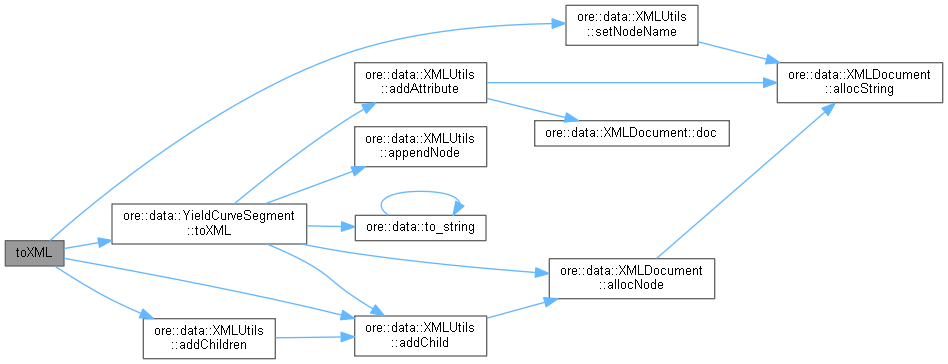 ore::data::XMLUtils
::setNodeName
ore::data::XMLUtils
::addAttribute
ore::data::XMLDocument
::allocString
ore::data::XMLDocument::doc
ore::data::XMLUtils
::appendNode
ore::data::YieldCurveSegment
::toXML
ore::data::to_string
toXML
ore::data::XMLDocument
::allocNode
ore::data::XMLUtils
::addChildren
ore::data::XMLUtils
::addChild